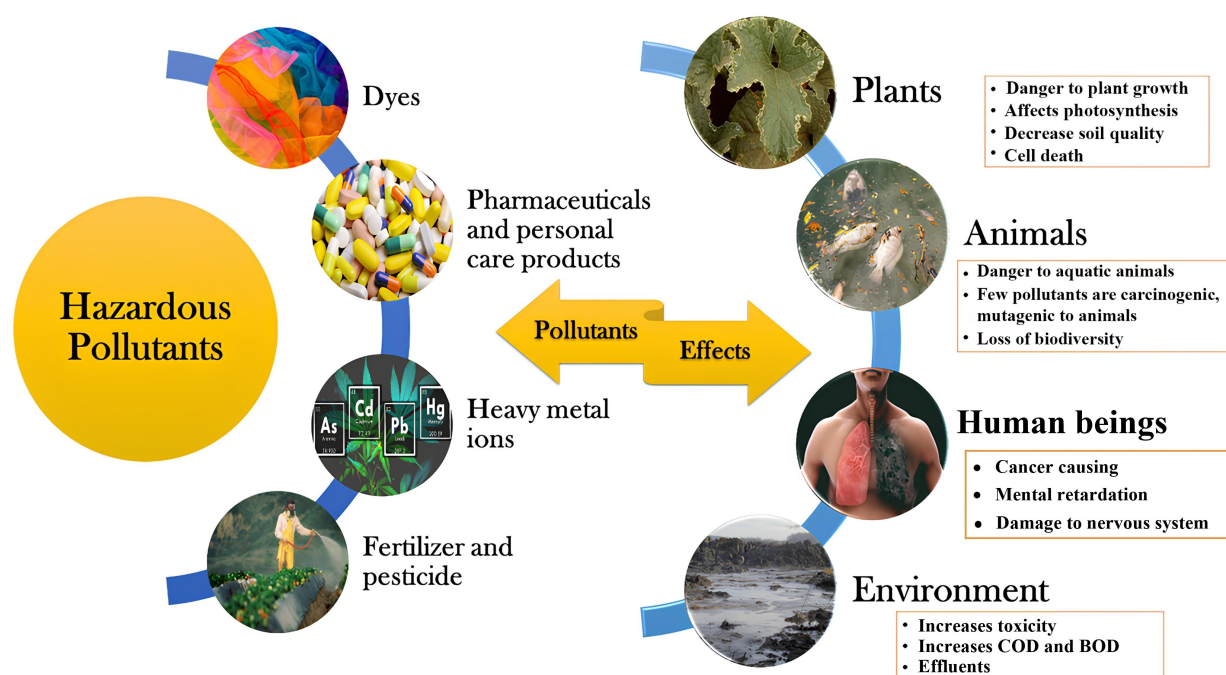 Hazardous
Pollutants
Dyes
Pharmaceuticals
and personal
care products
As
Cd
Pb
Hg
Heavy metal
ions
Fertilizer and
pesticide
Pollutants
Effects
Plants
• Danger to plant growth
• Affects photosynthesis
• Decrease soil quality
• Cell death
Animals
• Danger to aquatic animals
• Few pollutants are carcinogenic,
mutagenic to animals
• Loss of biodiversity
Human beings
• Cancer causing
• Mental retardation
• Damage to nervous system
Environment
• Increases toxicity
• Increases COD and BOD
• Effluents